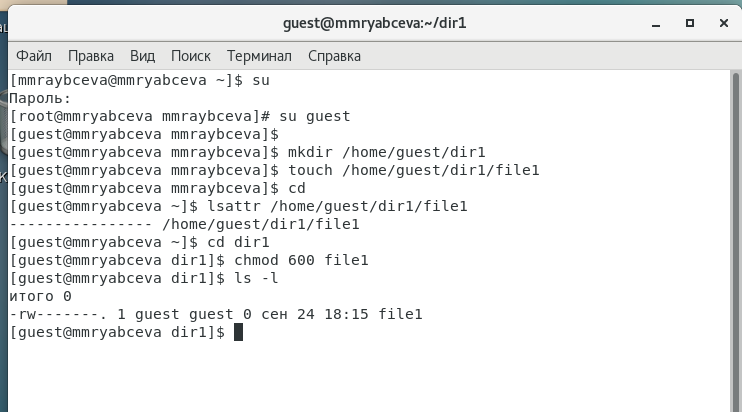 guest@mmryabceva:~/dir1
Файл Правка Вид Поиск Терминал Справка
[mmraybceva@mmryabceva ~]$ su
Пароль:
[root@mmryabceva mmraybceva]# su guest
[guest@mmryabceva mmraybceva]$
[guest@mmryabceva mmraybceva]$ mkdir /home/guest/dir1
[guest@mmryabceva mmraybceva]$ touch /home/guest/dir1/file1
[guest@mmryabceva mmraybceva]$ cd
[guest@mmryabceva ~]$ lsattr /home/guest/dir1/file1
---------------- /home/guest/dir1/file1
[guest@mmryabceva ~]$ cd dir1
[guest@mmryabceva dir1]$ chmod 600 file1
[guest@mmryabceva dir1]$ ls -l
итого 0
-rw-------. 1 guest guest 0 сен 24 18:15 file1
[guest@mmryabceva dir1]$